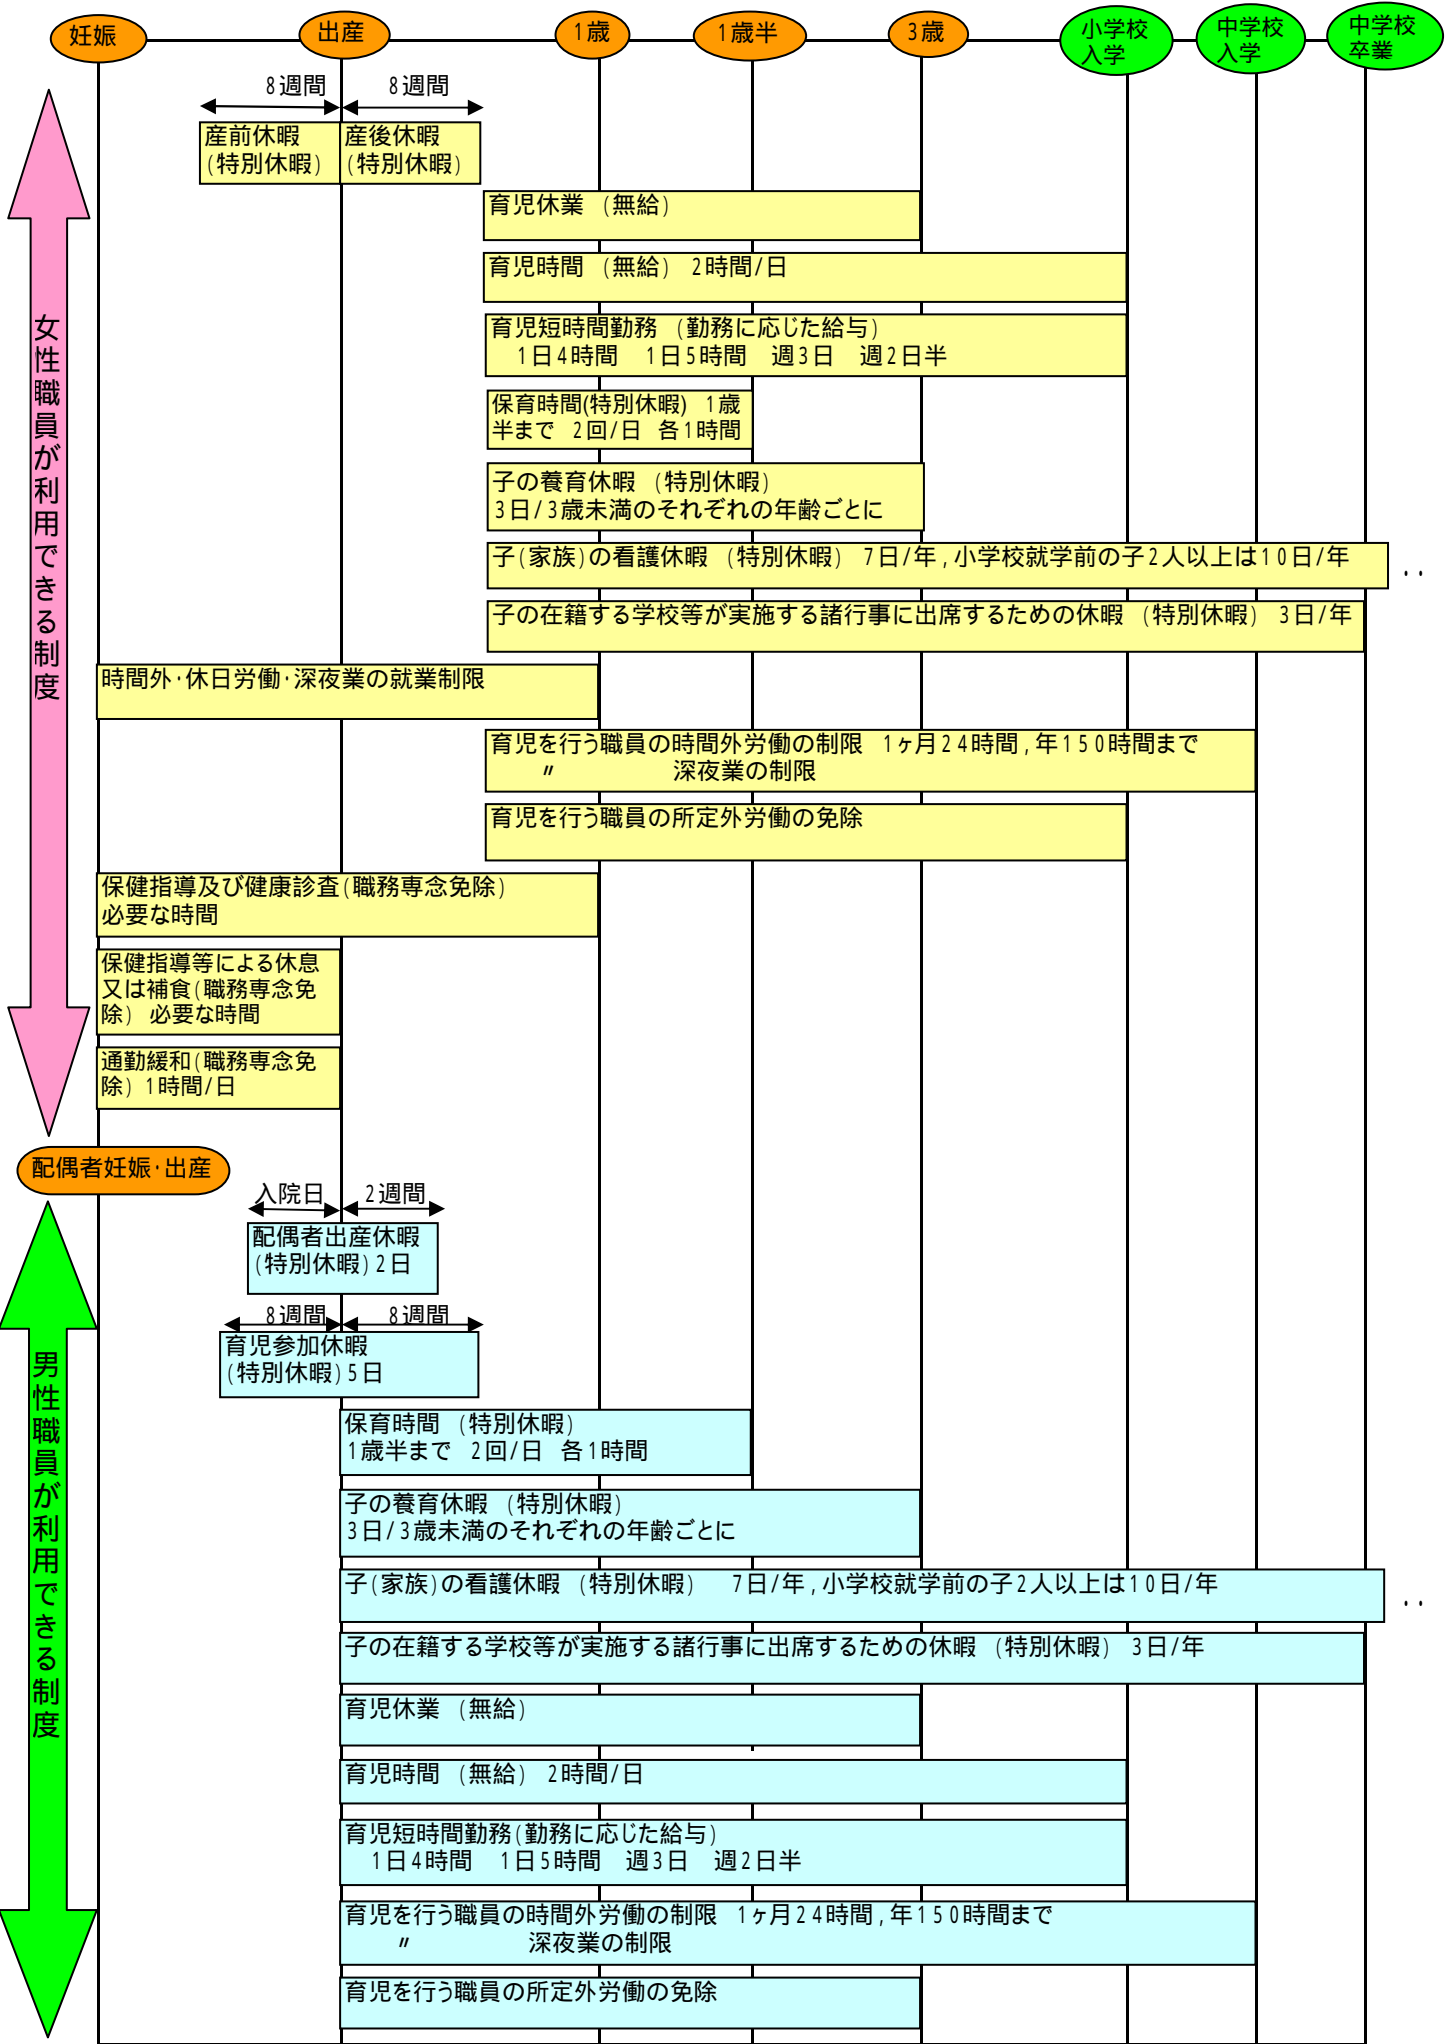 妊娠
出産
1歳
1歳半
3歳
小学校
入学
中学校
入学
中学校
卒業
8週間
8週間
産前休暇
(特別休暇)
産後休暇
(特別休暇)
育児休業 (無給)
育児時間 (無給) 2時間/日
育児短時間勤務 (勤務に応じた給与)
1日4時間 1日5時間 週3日 週2日半
保育時間(特別休暇) 1歳
半まで 2回/日 各1時間
子の養育休暇 (特別休暇)
3日/3歳未満のそれぞれの年齢ごとに
子(家族)の看護休暇 (特別休暇) 7日/年,小学校就学前の子2人以上は10日/年
‥
子の在籍する学校等が実施する諸行事に出席するための休暇 (特別休暇) 3日/年
時間外・休日労働・深夜業の就業制限
育児を行う職員の時間外労働の制限 1ヶ月24時間,年150時間まで
〃 深夜業の制限
育児を行う職員の所定外労働の免除
保健指導及び健康診査(職務専念免除)
必要な時間
保健指導等による休息
又は補食(職務専念免
除) 必要な時間
通勤緩和(職務専念免
除) 1時間/日
女性職員が利用できる制度
配偶者妊娠・出産
入院日
2週間
配偶者出産休暇
(特別休暇)2日
8週間
8週間
育児参加休暇
(特別休暇)5日
保育時間 (特別休暇)
1歳半まで 2回/日 各1時間
子の養育休暇 (特別休暇)
3日/3歳未満のそれぞれの年齢ごとに
子(家族)の看護休暇 (特別休暇) 7日/年,小学校就学前の子2人以上は10日/年
‥
子の在籍する学校等が実施する諸行事に出席するための休暇 (特別休暇) 3日/年
育児休業 (無給)
育児時間 (無給) 2時間/日
育児短時間勤務(勤務に応じた給与)
1日4時間 1日5時間 週3日 週2日半
育児を行う職員の時間外労働の制限 1ヶ月24時間,年150時間まで
〃 深夜業の制限
育児を行う職員の所定外労働の免除
男性職員が利用できる制度